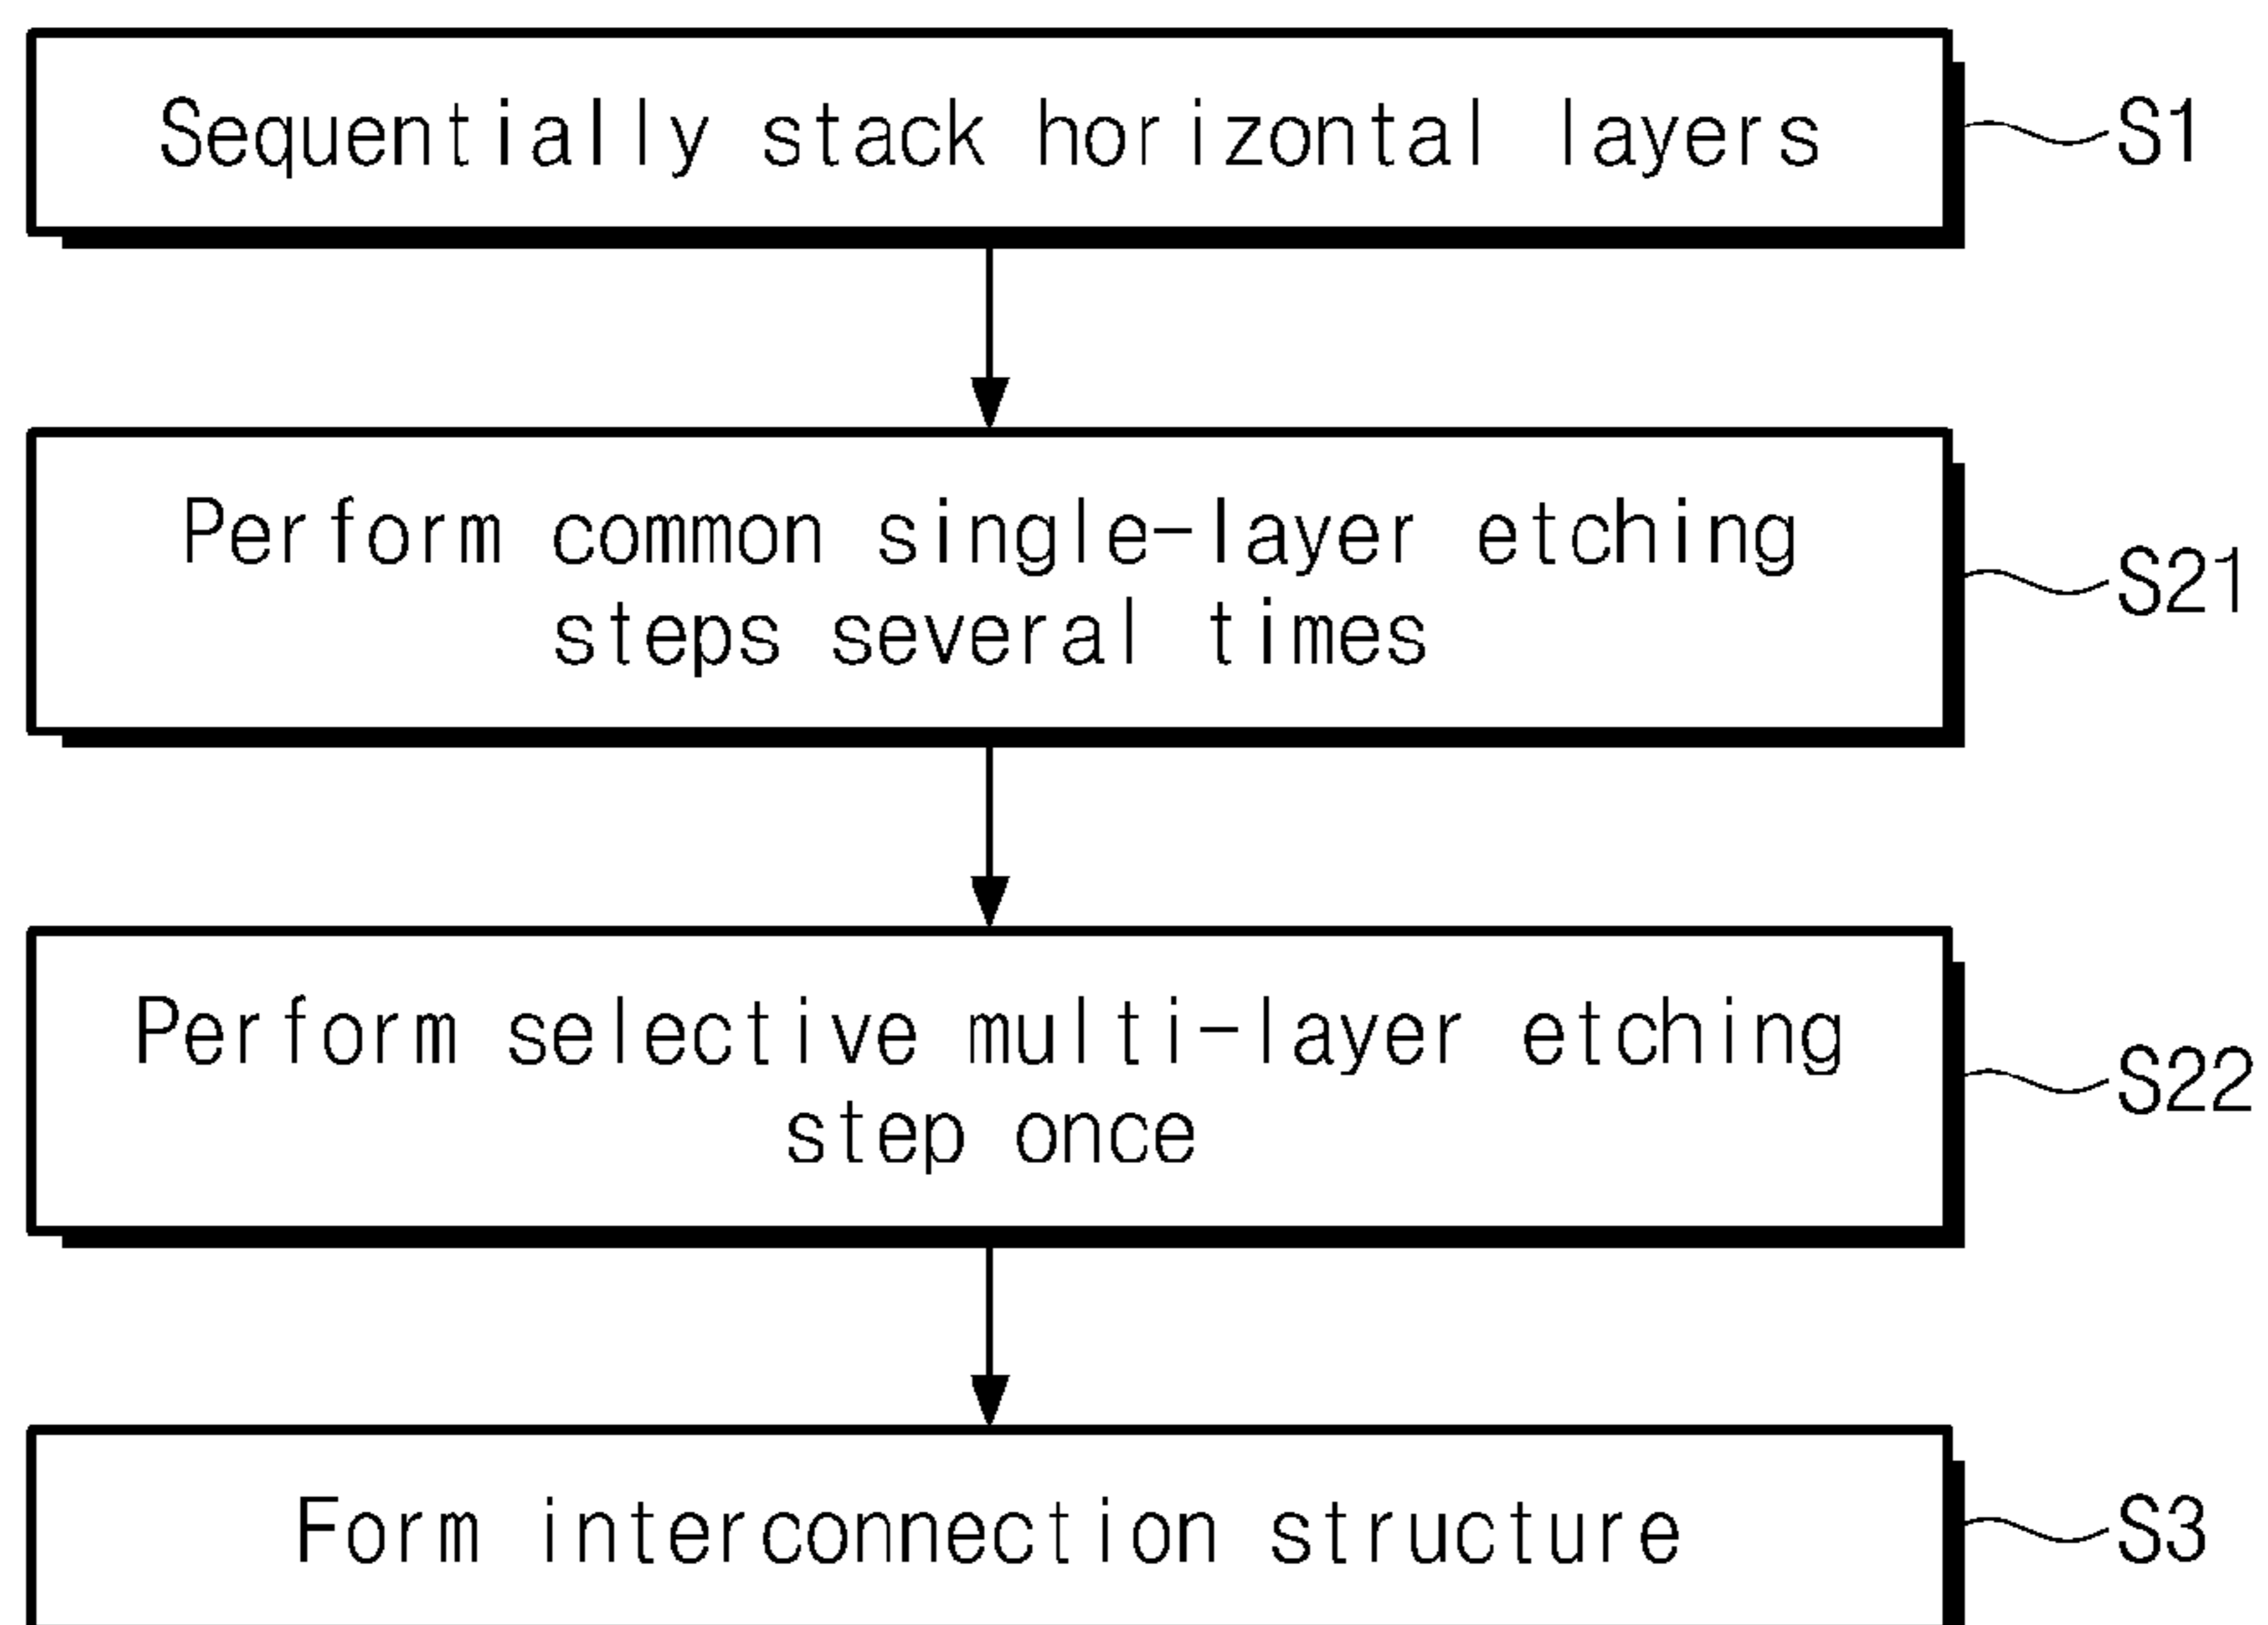 Sequentially stack horizontal layers
S1
Perform common single-layer etching
steps several times
S21
Perform selective multi-layer etching
step once
S22
Form interconnection structure
S3